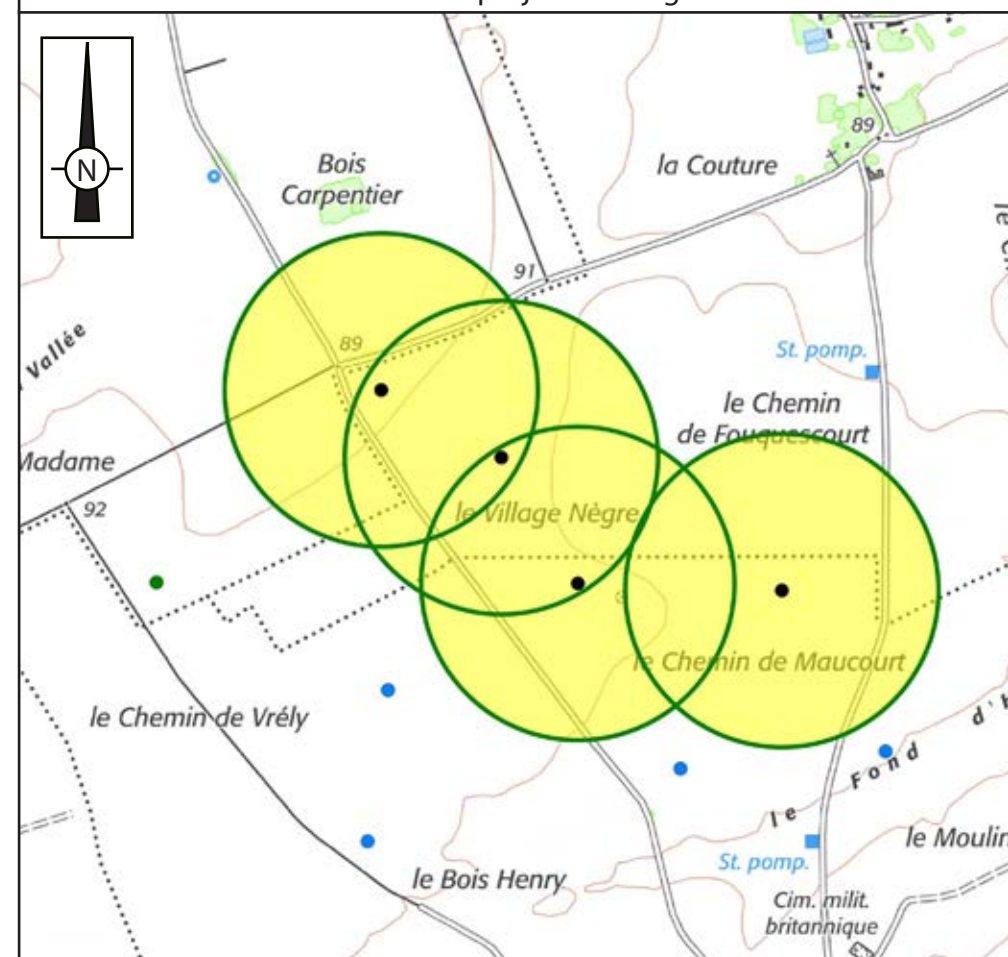 N
Bois
Carpentier
la Couture
89
91
89
Vallée
St. pomp.
le Chemin
de Fouquescourt
Madame
92
le Village Nègre
le Chemin de Maucourt
le Chemin de Vrély
le Fond d'
St. pomp.
le Moulin
le Bois Henry
Cim. milit.
britannique